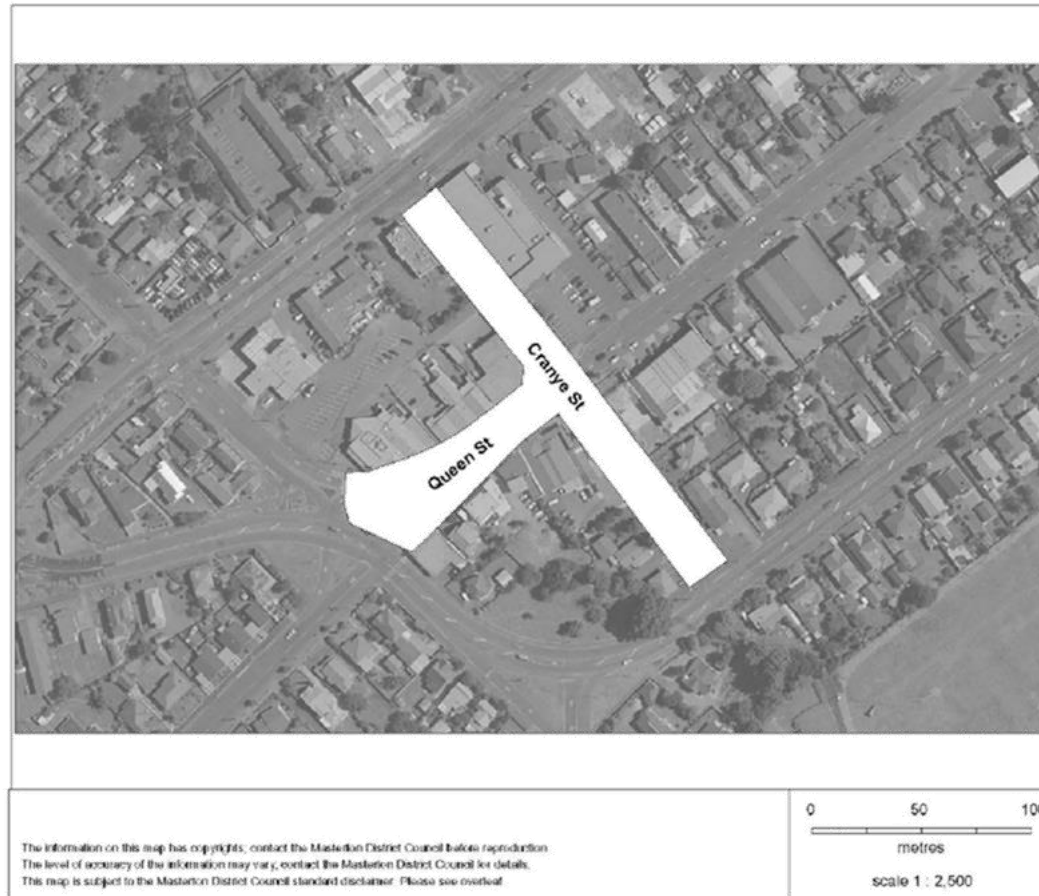 Cranye St
Queen St
The information on this map has copyrights; contact the Masterton District Council before reproduction
The level of accuracy of the information may vary, contact the Masterton District Council for details.
This map is subject to the Masterton District Council standard disclaimer. Please see overleaf
0 50 100
metres
scale 1 : 2,500